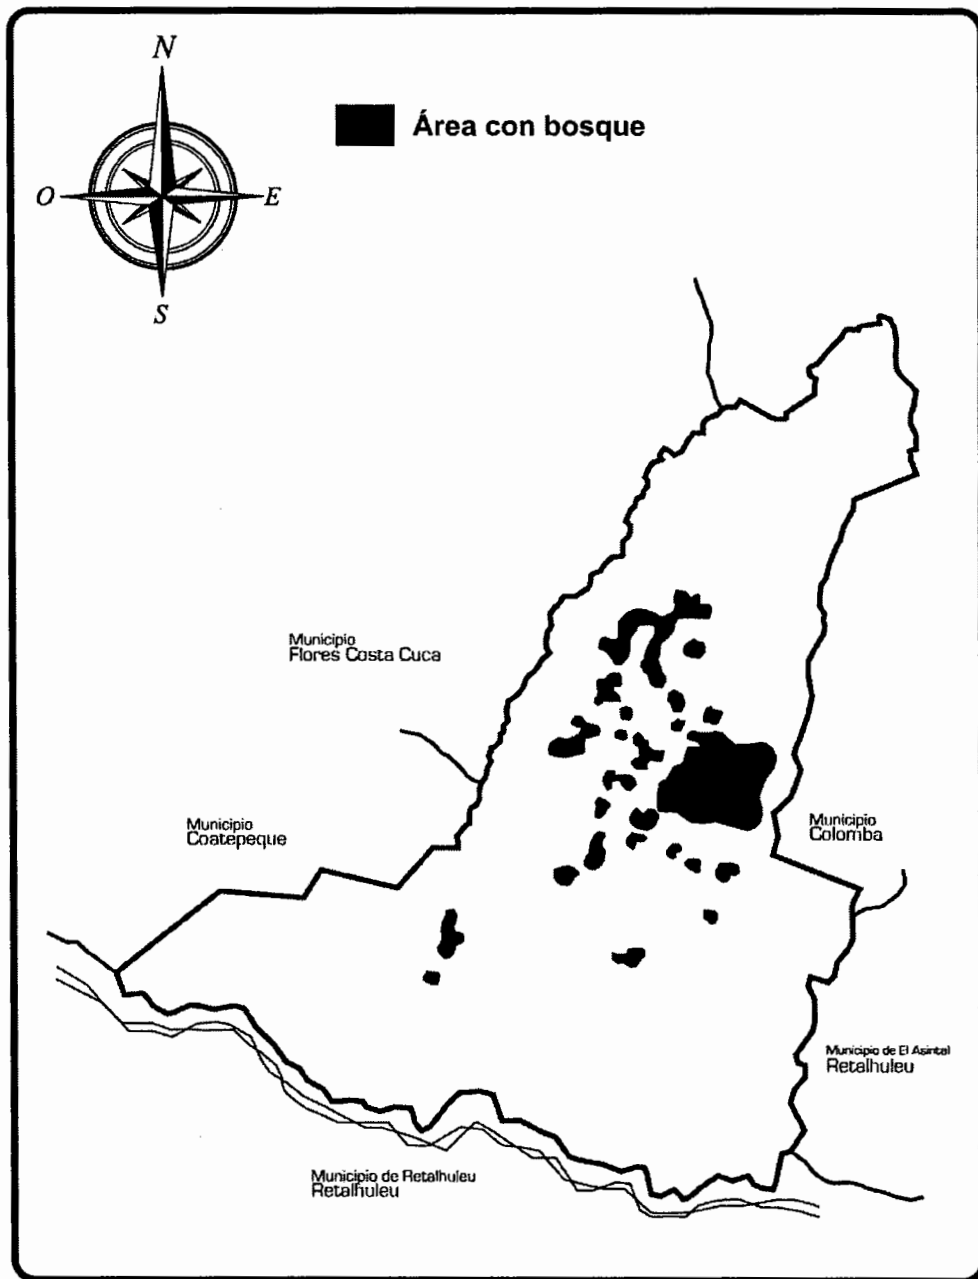 N
Área con bosque
O
E
S
Municipio
Flores Costa Cuca
Municipio
Coatepeque
Municipio
Colomba
Municipio de El Asintal
Retalhuleu
Municipio de Retalhuleu
Retalhuleu